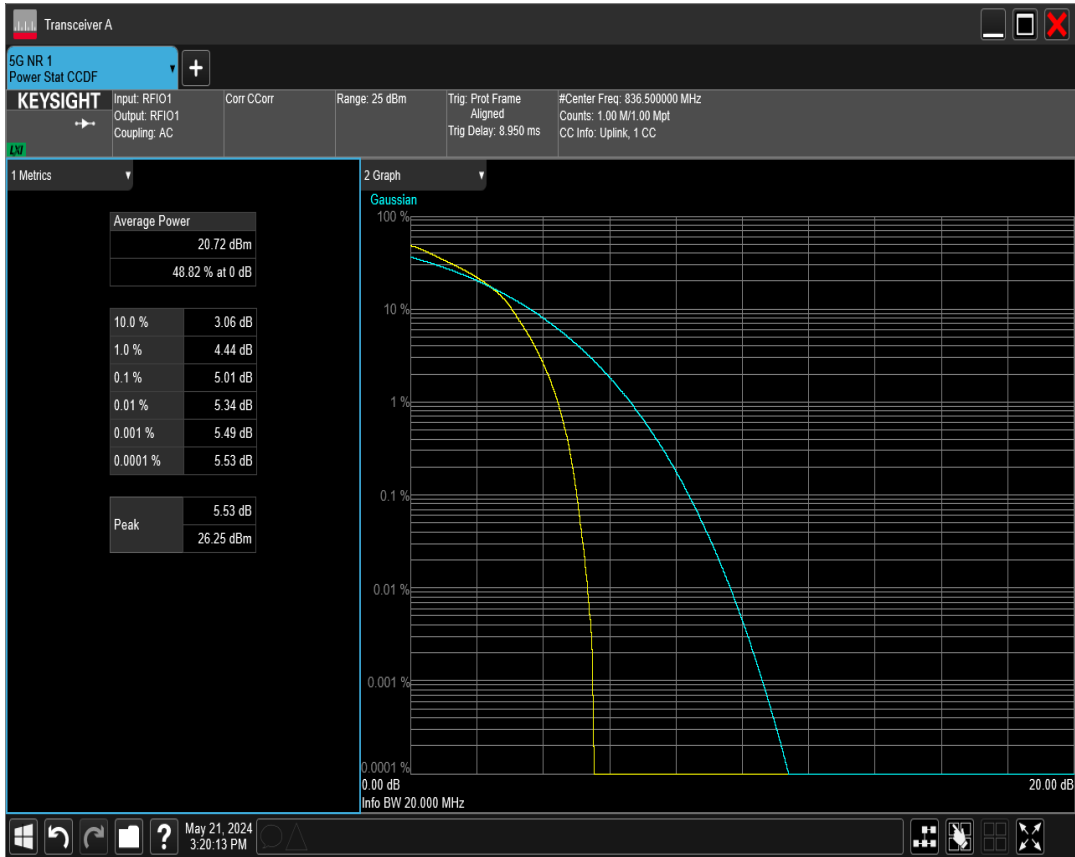 Transceiver A
5G NR 1
Power Stat CCDF
KEYSIGHT
LXI
Input: RFIO1
Output: RFIO1
Coupling: AC
Corr CCorr
Range: 25 dBm
Trig: Prot Frame
Aligned
Trig Delay: 8.950 ms
#Center Freq: 836.500000 MHz
Counts: 1.00 M/1.00 Mpt
CC Info: Uplink, 1 CC
1 Metrics
Average Power
20.72 dBm
48.82 % at 0 dB
10.0 % 3.06 dB
1.0 % 4.44 dB
0.1 % 5.01 dB
0.01 % 5.34 dB
0.001 % 5.49 dB
0.0001 % 5.53 dB
Peak
5.53 dB
26.25 dBm
2 Graph
Gaussian
100 %
10 %
1 %
0.1 %
0.01 %
0.001 %
0.0001 %
0.00 dB 20.00 dB
Info BW 20.000 MHz
?
May 21, 2024
3:20:13 PM